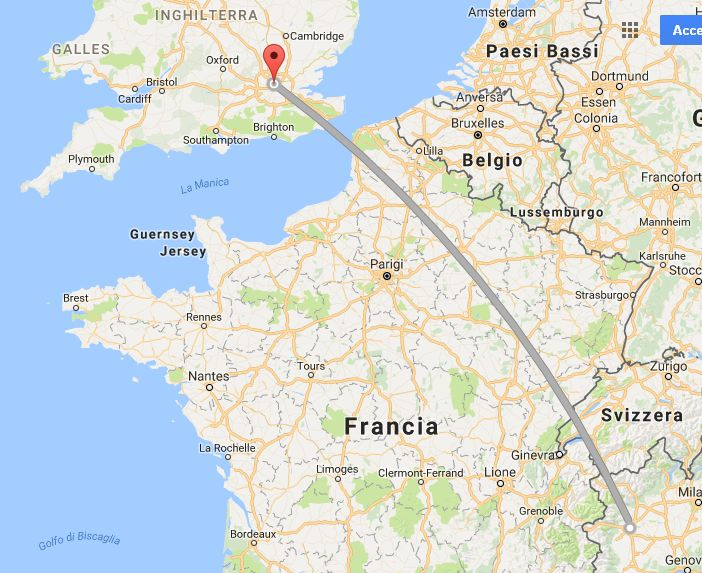 INGHILTERRA
Cambridge
GALLES
Oxford
Bristol
Cardiff
Southampton
Brighton
Plymouth
La Manica
Amsterdam
Paesi Bassi
Acce
Dortmund
Essen
Anversa
Colonia
G
Bruxelles
Lilla
Belgio
Francofort
Lussemburgo
Mannheim
Guernsey
Jersey
Karlsruhe
Parigi
Stocc
Strasburgo
Brest
Rennes
Tours
Zurigo
Nantes
Svizzera
Francia
La Rochelle
Ginevra
Limoges
Clermont-Ferrand
Lione
Mila
Grenoble
Bordeaux
Golfo di Biscaglia
Genov